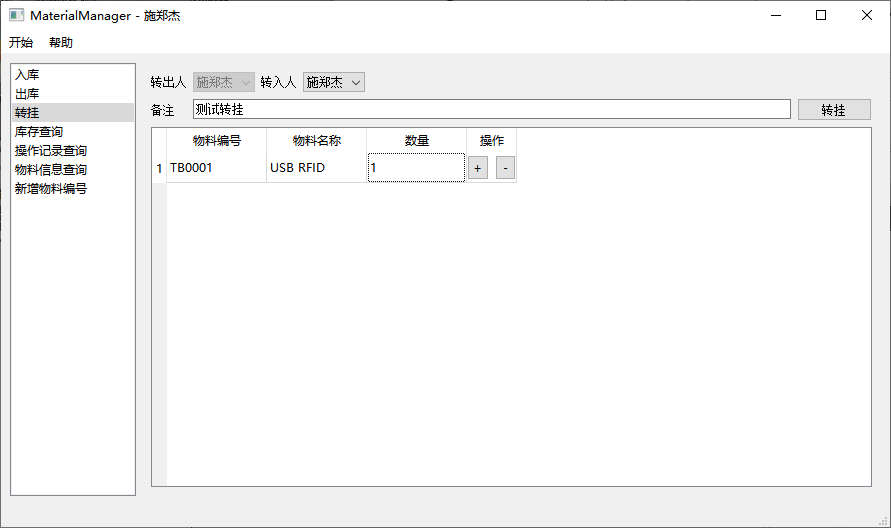 MaterialManager - 施郑杰
开始 帮助
入库
出库
转挂
库存查询
操作记录查询
物料信息查询
新增物料编号
转出人 施郑杰 转入人 施郑杰
备注 测试转挂 转挂
物料编号 物料名称 数量 操作
1 TB0001 USB RFID 1 + -